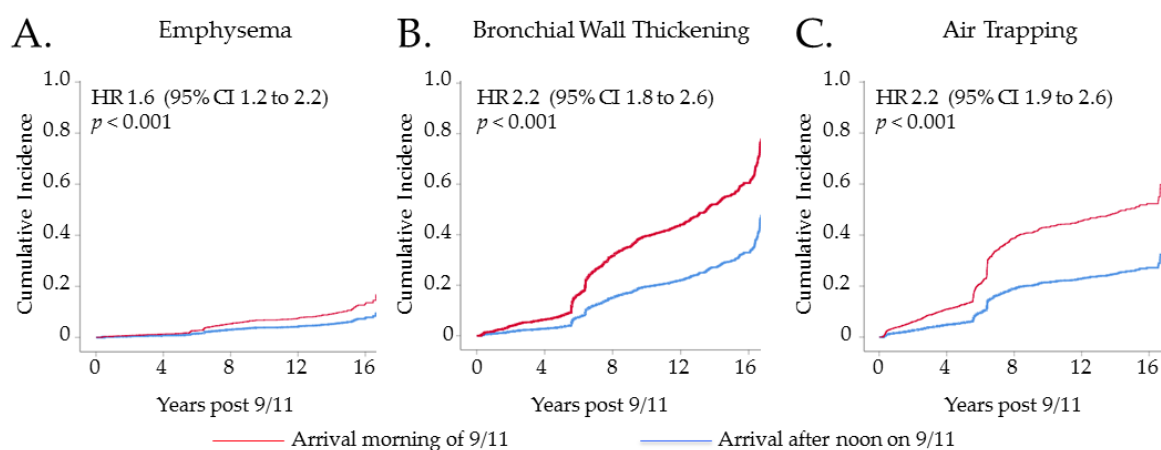 A. Emphysema
B. Bronchial Wall Thickening
C. Air Trapping
HR 1.6 (95% CI 1.2 to 2.2)
p < 0.001
Cumulative Incidence
1.0
0.8
0.6
0.4
0.2
0
0 4 8 12 16
Years post 9/11
HR 2.2 (95% CI 1.8 to 2.6)
p < 0.001
Cumulative Incidence
1.0
0.8
0.6
0.4
0.2
0
0 4 8 12 16
Years post 9/11
HR 2.2 (95% CI 1.9 to 2.6)
p < 0.001
Cumulative Incidence
1.0
0.8
0.6
0.4
0.2
0
0 4 8 12 16
Years post 9/11
Arrival morning of 9/11
Arrival after noon on 9/11